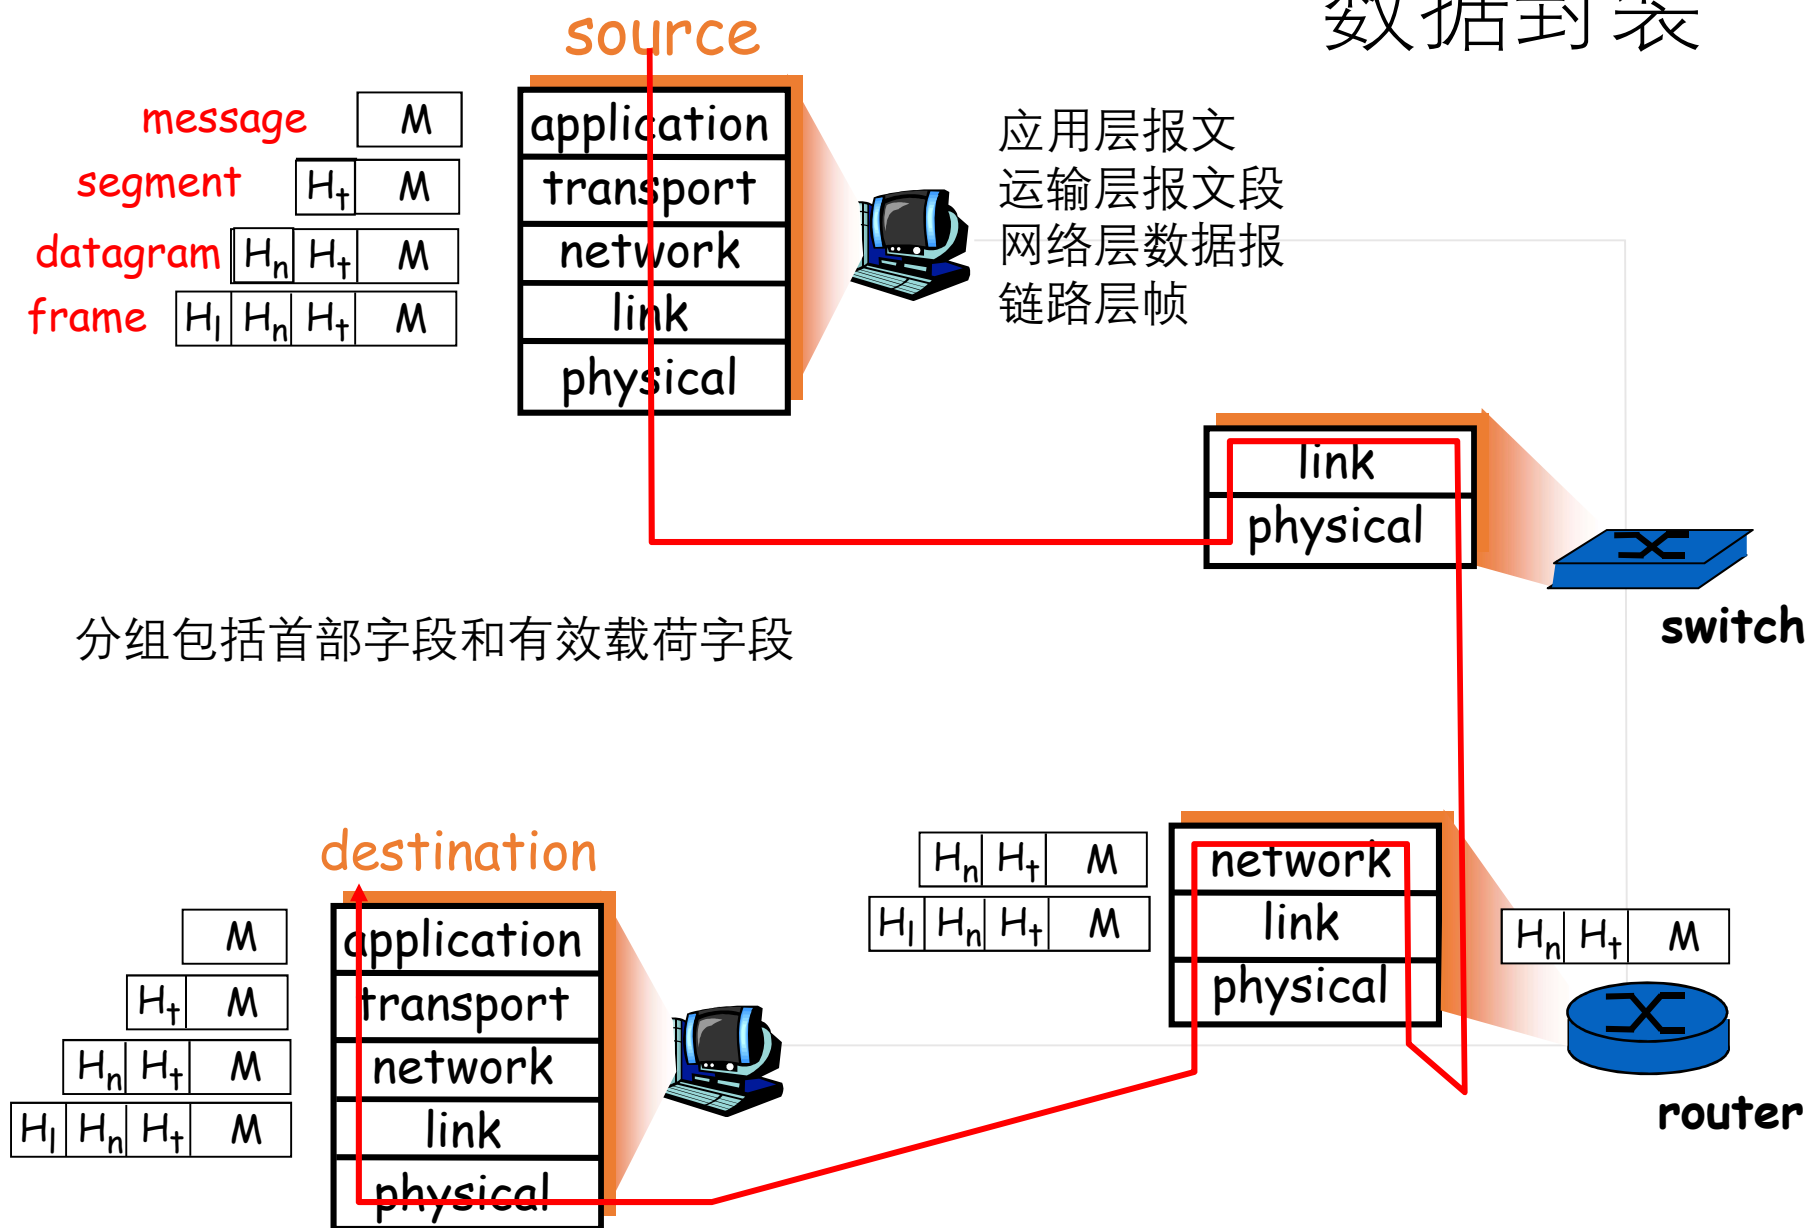 数据封装
source
message M
segment Ht M
datagram Hn Ht M
frame Hl Hn Ht M
application
transport
network
link
physical
应用层报文
运输层报文段
网络层数据报
链路层帧
link
physical
switch
分组包括首部字段和有效载荷字段
destination
M
Ht M
Hn Ht M
Hl Hn Ht M
application
transport
network
link
physical
Hn Ht M
Hl Hn Ht M
network
link
physical
Hn Ht M
router